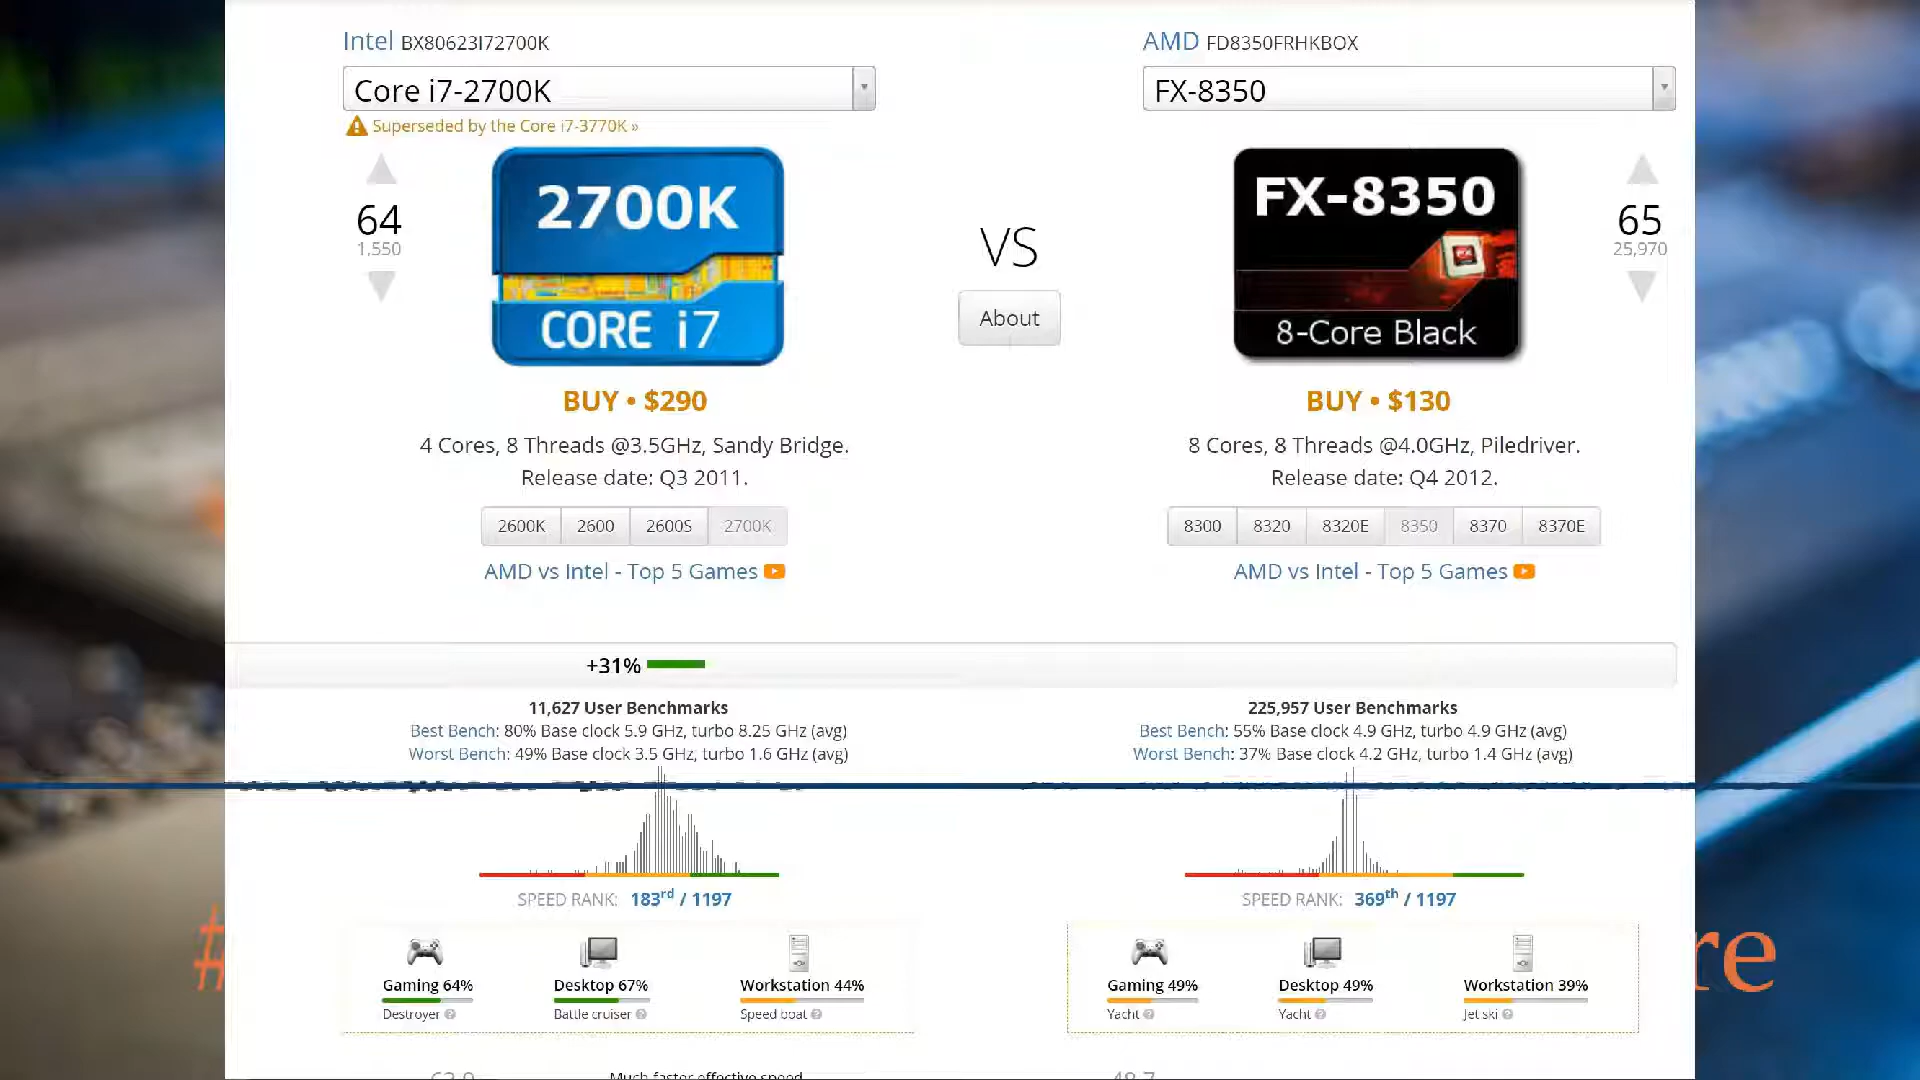 Intel BX80623I72700K
Core i7-2700K
Superseded by the Core i7-3770K »
64
1,550
2700K
CORE i7
BUY • $290
4 Cores, 8 Threads @3.5GHz, Sandy Bridge.
Release date: Q3 2011.
2600K 2600 2600S 2700K
AMD vs Intel - Top 5 Games
VS
About
AMD FD8350FRHKBOX
FX-8350
65
25,970
FX-8350
8-Core Black
BUY • $130
8 Cores, 8 Threads @4.0GHz, Piledriver.
Release date: Q4 2012.
8300 8320 8320E 8350 8370 8370E
AMD vs Intel - Top 5 Games
+31%
11,627 User Benchmarks
Best Bench: 80% Base clock 5.9 GHz, turbo 8.25 GHz (avg)
Worst Bench: 49% Base clock 3.5 GHz, turbo 1.6 GHz (avg)
SPEED RANK: 183rd / 1197
Gaming 64% Desktop 67% Workstation 44%
Destroyer Battle cruiser Speed boat
225,957 User Benchmarks
Best Bench: 55% Base clock 4.9 GHz, turbo 4.9 GHz (avg)
Worst Bench: 37% Base clock 4.2 GHz, turbo 1.4 GHz (avg)
SPEED RANK: 369th / 1197
Gaming 49% Desktop 49% Workstation 39%
Yacht Yacht Jet ski
#
re
Much faster effective speed